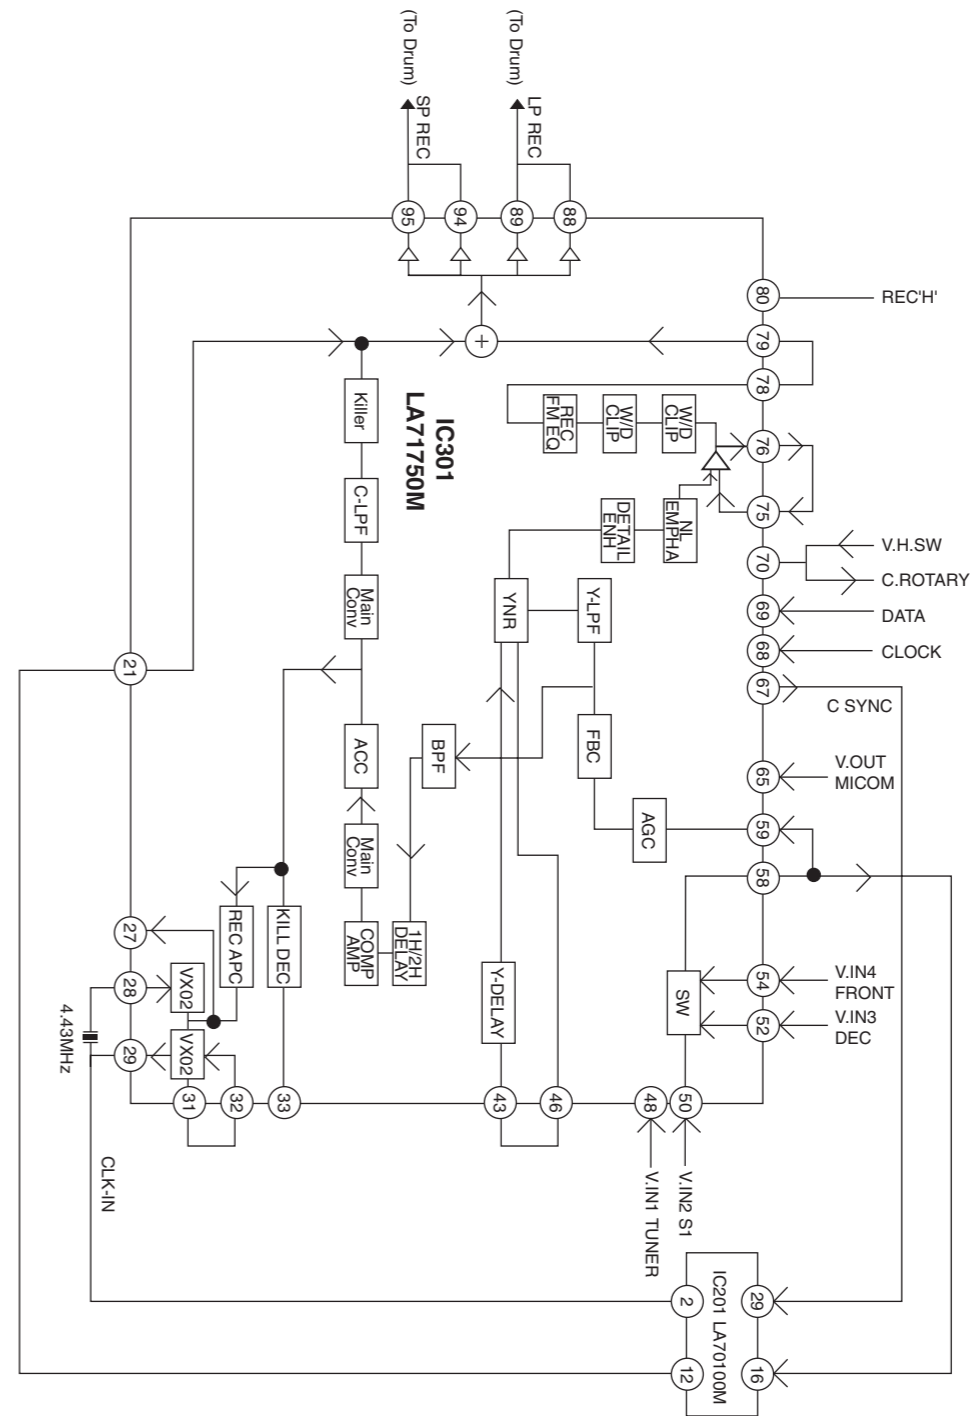 (To Drum)
(To Drum)
SP REC
LP REC
95
94
89
88
80
REC'H'
79
78
76
75
70
V.H.SW
C.ROTARY
69
DATA
68
CLOCK
67
C SYNC
65
V.OUT
MICOM
59
58
54
V.IN4
FRONT
52
V.IN3
DEC
IC301
LA71750M
Killer
C-LPF
Main
Conv
ACC
Main
Conv
COMP
AMP
REC
FM EQ
W/D
CLIP
W/D
CLIP
DETAIL
ENH
NL
EMPHA
YNR
Y-LPF
FBC
AGC
BPF
1H/2H
DELAY
Y-DELAY
SW
KILL DEC
REC APC
VX02
VX02
21
27
28
29
4.43MHz
31
32
33
43
46
48
50
V.IN1 TUNER
V.IN2 S1
CLK-IN
IC201 LA70100M
2
29
12
16